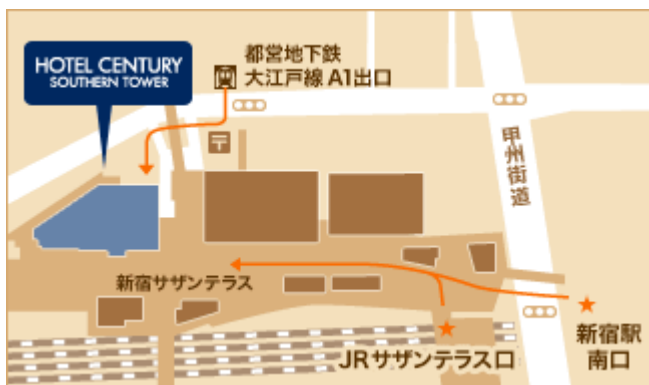 HOTEL CENTURY
SOUTHERN TOWER
都営地下鉄
大江戸線 A1出口
〒
甲州街道
新宿サザンテラス
JRサザンテラス口
新宿駅
南口